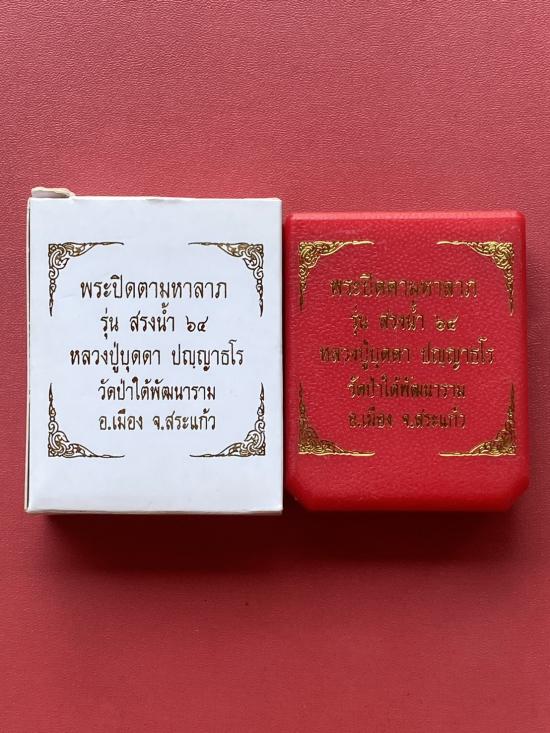 พระปิดตามหาลาภ
รุ่น สรงน้ำ ๖๔
หลวงปู่บุดดา ปญฺญาธโร
วัดป่าใต้พัฒนาราม
อ.เมือง จ.สระแก้ว
พระปิดตามหาลาภ
รุ่น สรงน้ำ ๖๔
หลวงปู่บุดดา ปญฺญาธโร
วัดป่าใต้พัฒนาราม
อ.เมือง จ.สระแก้ว